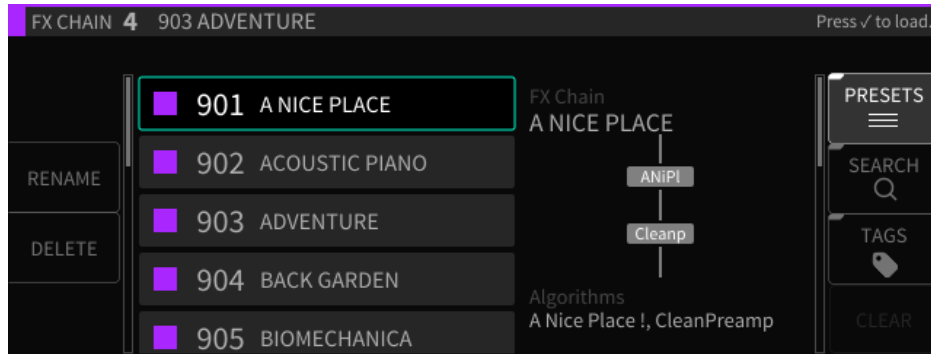 FX CHAIN 4 903 ADVENTURE
Press ✓ to load.
RENAME
DELETE
901 A NICE PLACE
902 ACOUSTIC PIANO
903 ADVENTURE
904 BACK GARDEN
905 BIOMECHANICA
FX Chain
A NICE PLACE
ANiPl
Cleanp
Algorithms
A Nice Place !, CleanPreamp
PRESETS
SEARCH
TAGS
CLEAR